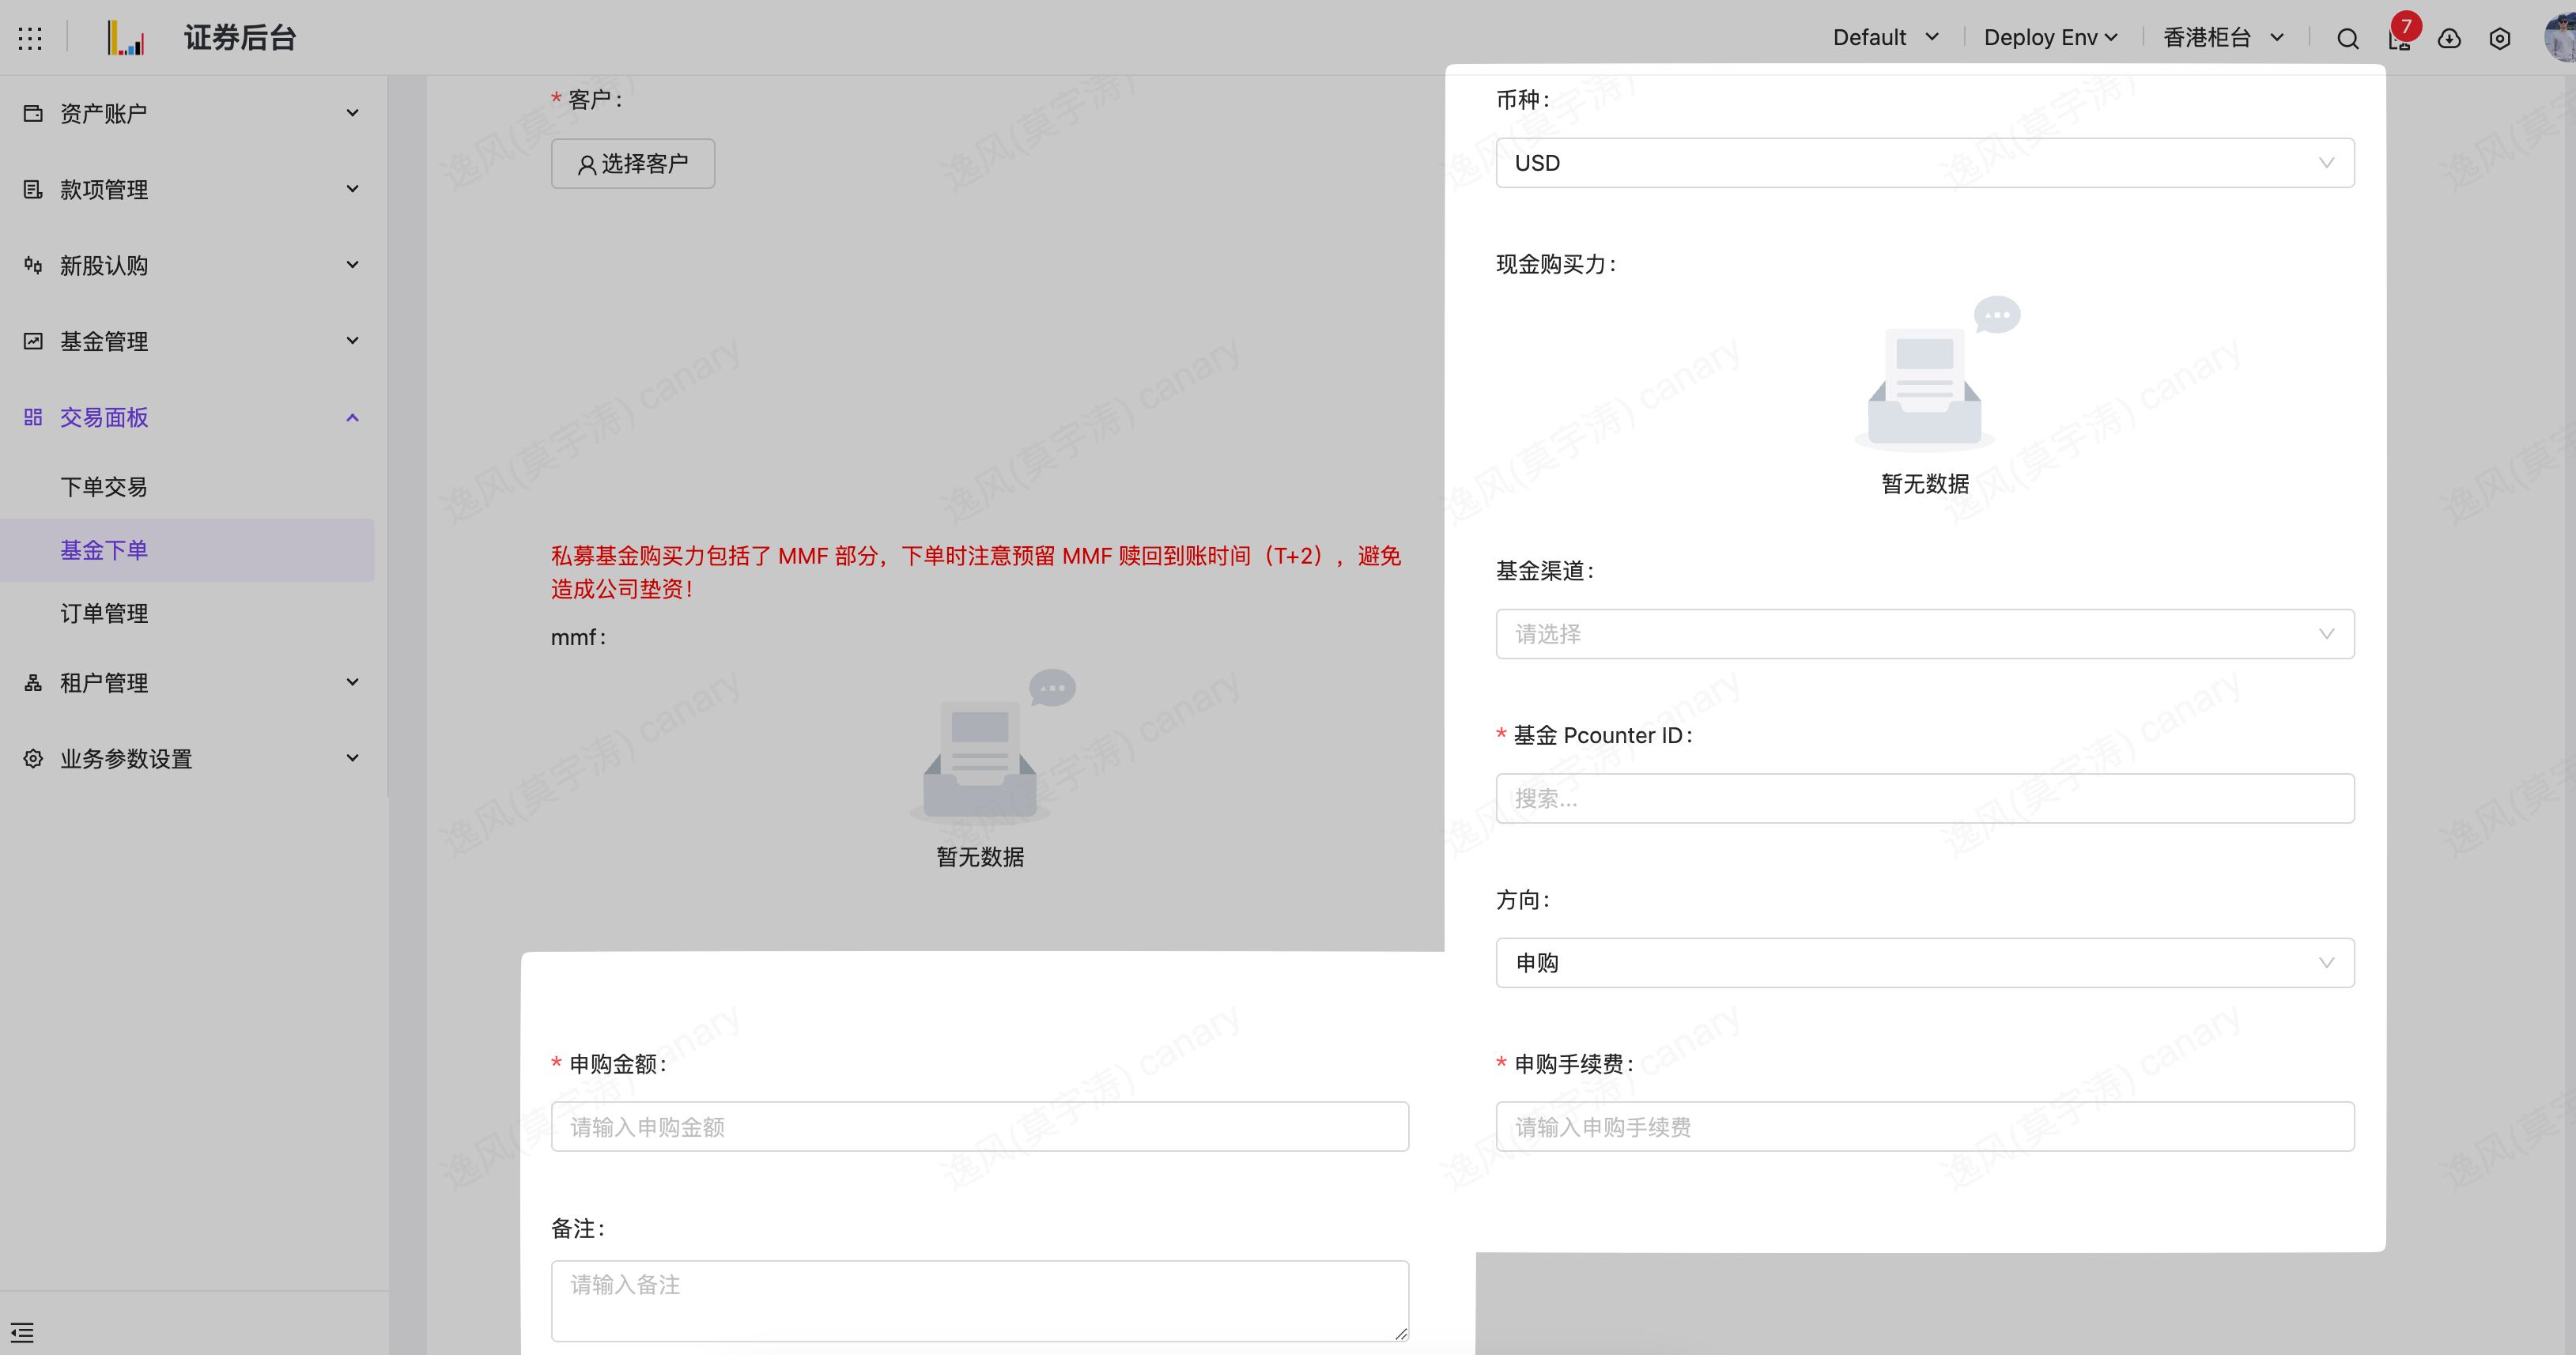 证券后台
Default
Deploy Env
香港柜台
7
资产账户
款项管理
新股认购
基金管理
交易面板
下单交易
基金下单
订单管理
租户管理
业务参数设置
* 客户：
选择客户
币种：
USD
现金购买力：
暂无数据
私募基金购买力包括了 MMF 部分，下单时注意预留 MMF 赎回到账时间（T+2），避免
造成公司垫资！
mmf：
暂无数据
基金渠道：
请选择
* 基金 Pcounter ID：
搜索...
方向：
申购
* 申购金额：
请输入申购金额
* 申购手续费：
请输入申购手续费
备注：
请输入备注
逸风(莫宇涛) canary